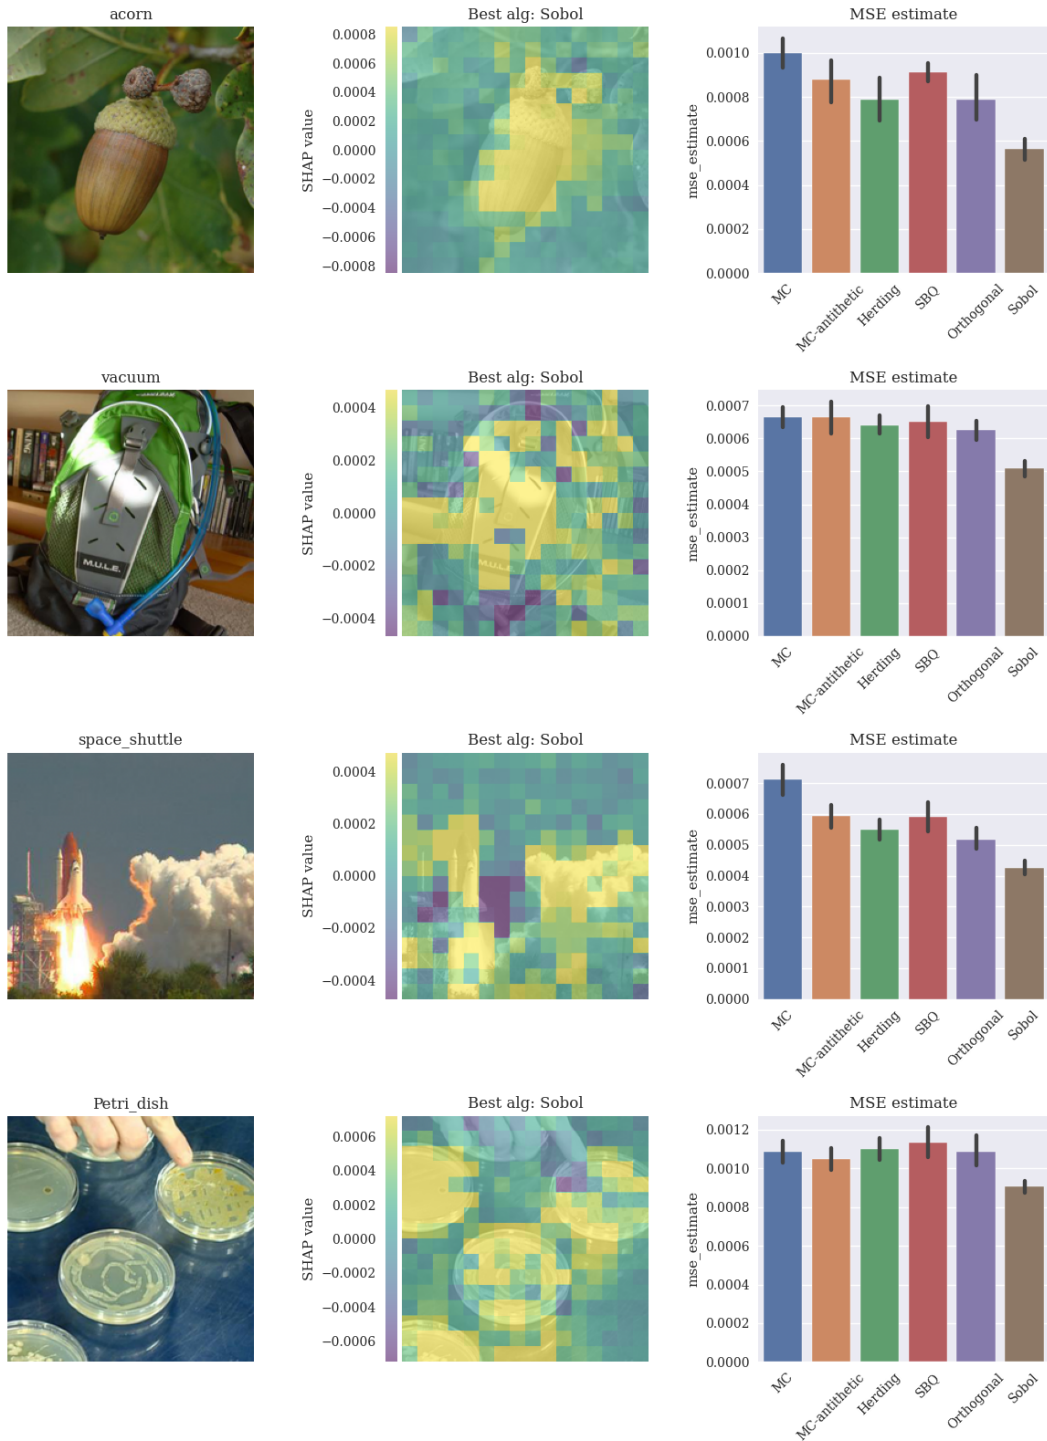 acorn
Best alg: Sobol
MSE estimate
SHAP value
0.0008
0.0006
0.0004
0.0002
0.0000
−0.0002
−0.0004
−0.0006
−0.0008
mse_estimate
0.0010
0.0008
0.0006
0.0004
0.0002
0.0000
MC
MC-antithetic
Herding
SBQ
Orthogonal
Sobol
vacuum
Best alg: Sobol
MSE estimate
M.U.L.E.
SHAP value
0.0004
0.0002
0.0000
−0.0002
−0.0004
M.U.L.E.
mse_estimate
0.0007
0.0006
0.0005
0.0004
0.0003
0.0002
0.0001
0.0000
MC
MC-antithetic
Herding
SBQ
Orthogonal
Sobol
space_shuttle
Best alg: Sobol
MSE estimate
SHAP value
0.0004
0.0002
0.0000
−0.0002
−0.0004
mse_estimate
0.0007
0.0006
0.0005
0.0004
0.0003
0.0002
0.0001
0.0000
MC
MC-antithetic
Herding
SBQ
Orthogonal
Sobol
Petri_dish
Best alg: Sobol
MSE estimate
SHAP value
0.0006
0.0004
0.0002
0.0000
−0.0002
−0.0004
−0.0006
mse_estimate
0.0012
0.0010
0.0008
0.0006
0.0004
0.0002
0.0000
MC
MC-antithetic
Herding
SBQ
Orthogonal
Sobol